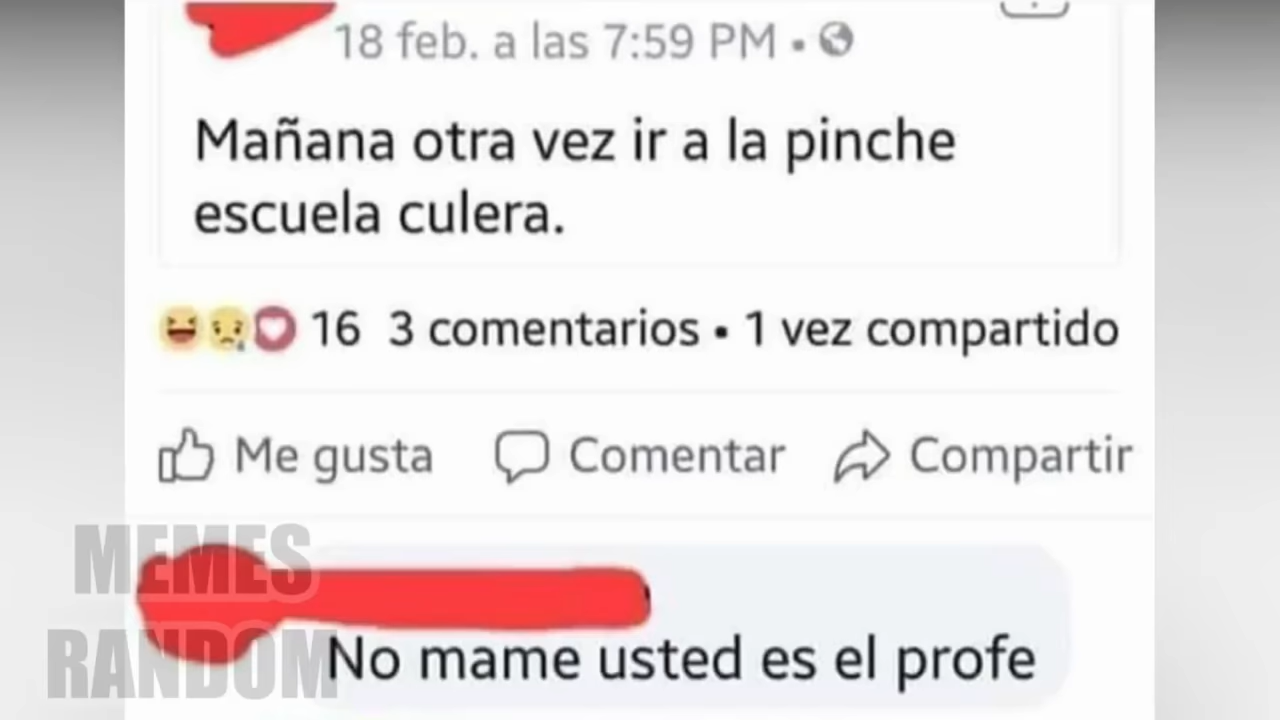 18 feb. a las 7:59 PM •
Mañana otra vez ir a la pinche
escuela culera.
16 3 comentarios • 1 vez compartido
Me gusta Comentar Compartir
MEMES
RANDOM
No mame usted es el profe